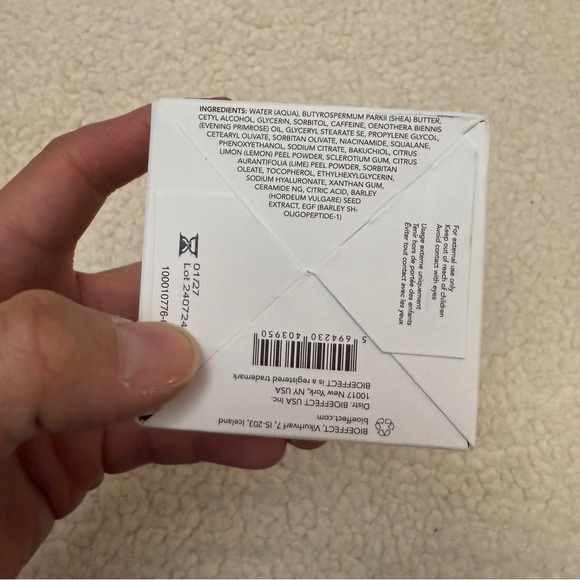 INGREDIENTS: WATER (AQUA), BUTYROSPERMUM PARKII (SHEA) BUTTER,
CETYL ALCOHOL, GLYCERIN, SORBITOL, CAFFEINE, OENOTHERA BIENNIS
(EVENING PRIMROSE) OIL, GLYCERYL STEARATE SE, PROPYLENE GLYCOL,
CETEARYL OLIVATE, SORBITAN OLIVATE, NIACINAMIDE, SQUALANE,
PHENOXYETHANOL, SODIUM CITRATE, BAKUCHIOL, CITRUS
LIMON (LEMON) PEEL POWDER, SCLEROTIUM GUM, CITRUS
AURANTIFOLIA (LIME) PEEL POWDER, SORBITAN
OLEATE, TOCOPHEROL, ETHYLHEXYLGLYCERIN,
SODIUM HYALURONATE, XANTHAN GUM,
CERAMIDE NG, CITRIC ACID, BARLEY
(HORDEUM VULGARE) SEED
EXTRACT, EGF (BARLEY SH-
OLIGOPEPTIDE-1)
For external use only
Keep out of reach of children
Avoid contact with eyes
Usage externe uniquement
Tenir hors de portée des enfants
Éviter tout contact avec les yeux
01/27
Lot 240724
100010776-
5 694230 403950
BIOEFFECT, Víkurhvarf 7, IS-203, Iceland
bioeffect.com
Distr. BIOEFFECT USA Inc.
10017 New York, NY USA
BIOEFFECT is a registered trademark